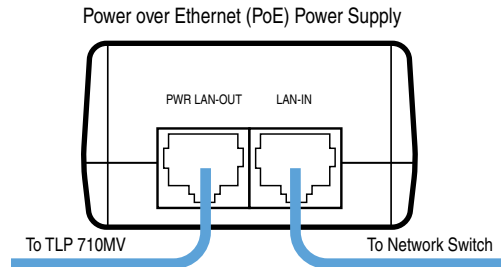 Power over Ethernet (PoE) Power Supply
PWR LAN-OUT LAN-IN
To TLP 710MV To Network Switch